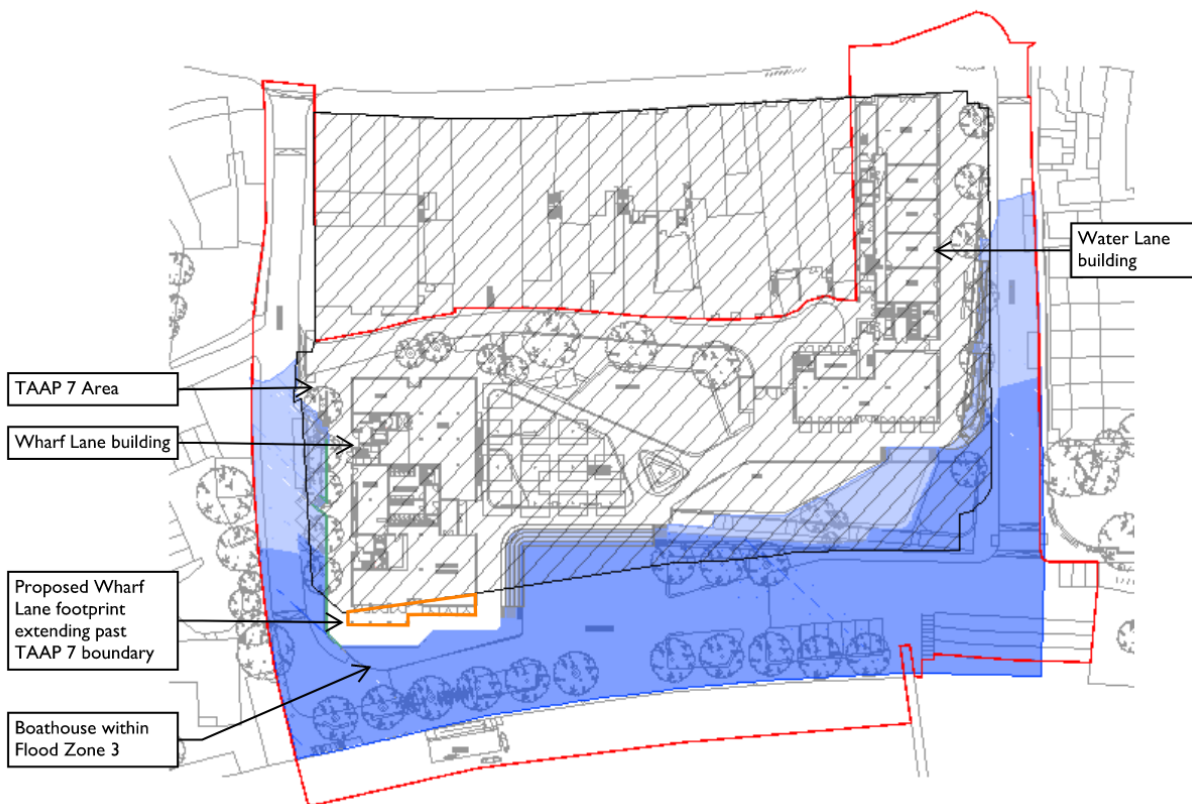 Water Lane
building
TAAP 7 Area
Wharf Lane building
Proposed Wharf
Lane footprint
extending past
TAAP 7 boundary
Boathouse within
Flood Zone 3